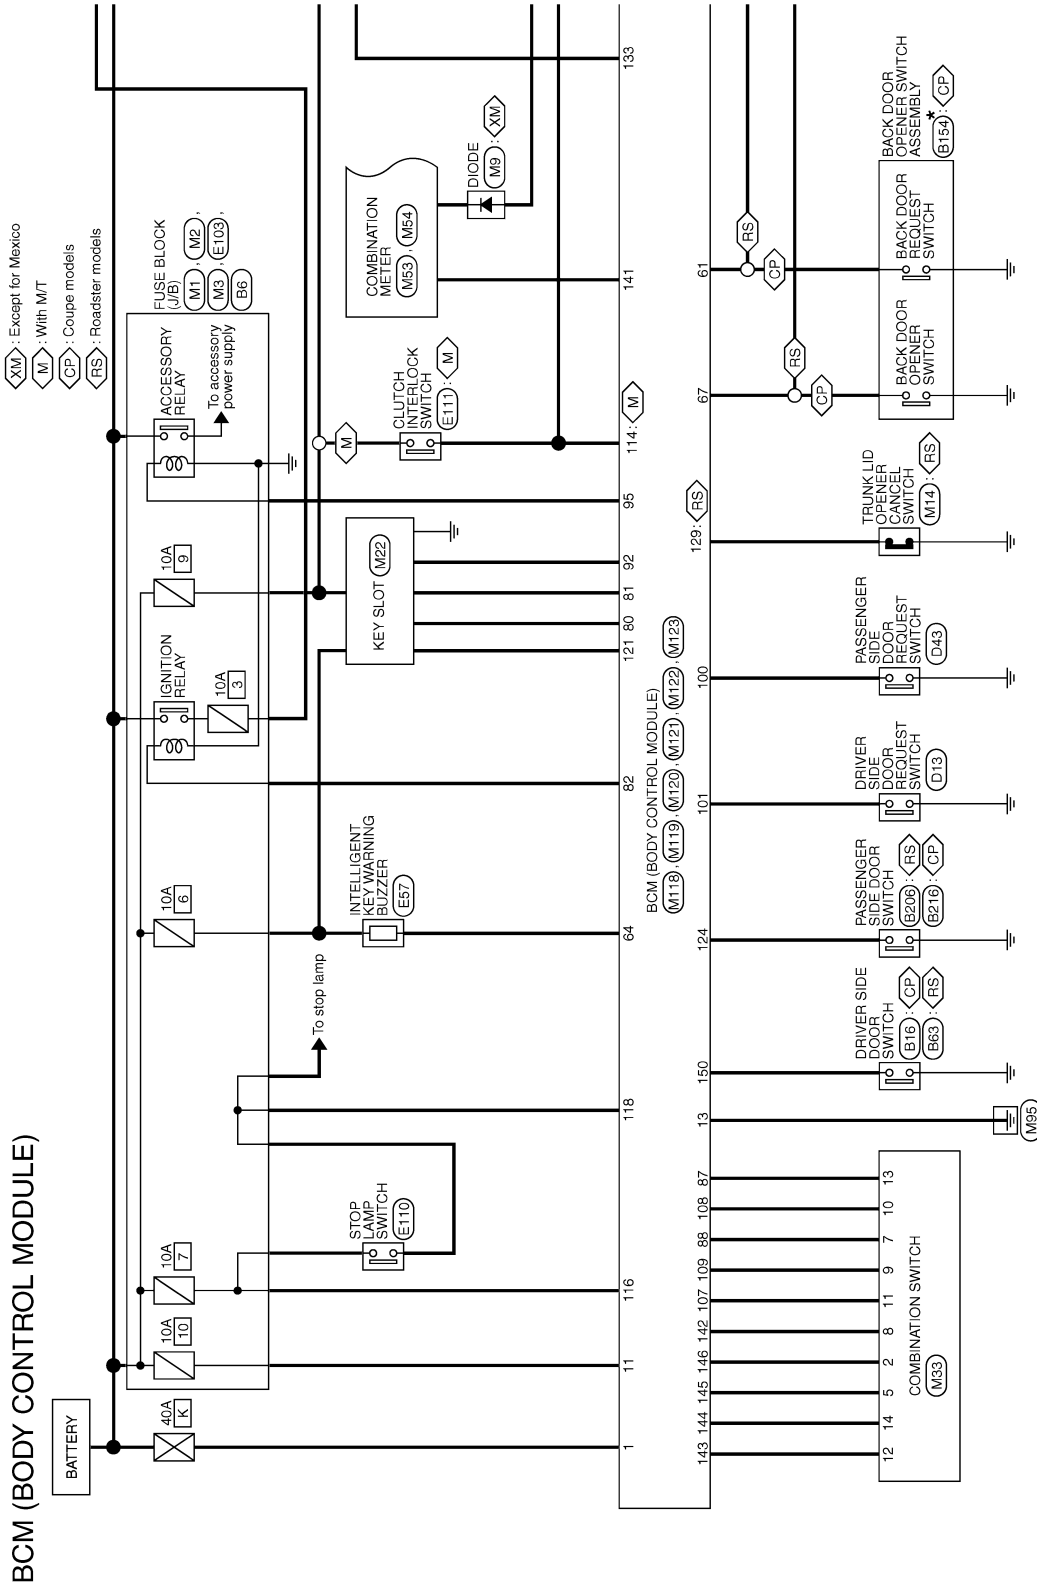 BCM (BODY CONTROL MODULE)
XM : Except for Mexico
M : With M/T
CP : Coupe models
RS : Roadster models
BATTERY
40A
K
10A
10
10A
7
10A
6
IGNITION
RELAY
10A
3
10A
9
ACCESSORY
RELAY
To accessory
power supply
FUSE BLOCK
(J/B)
M1 , M2 ,
M3 , E103 ,
B6
STOP
LAMP
SWITCH
E110
To stop lamp
INTELLIGENT
KEY WARNING
BUZZER
E57
KEY SLOT M22
M
CLUTCH
INTERLOCK
SWITCH
E111 : M
COMBINATION
METER
M53 , M54
DIODE
M9 : XM
1
11
116
118
64
82
121
80
81
92
95
114: M
141
133
BCM (BODY CONTROL MODULE)
M118 , M119 , M120 , M121 , M122 , M123
143
144
145
146
142
107
109
88
108
87
13
150
124
101
100
129: RS
67
61
12
14
5
2
8
11
9
7
10
13
COMBINATION SWITCH
M33
M95
DRIVER SIDE
DOOR
SWITCH
B16 : CP
B63 : RS
PASSENGER
SIDE DOOR
SWITCH
B206 : RS
B216 : CP
DRIVER
SIDE
DOOR
REQUEST
SWITCH
D13
PASSENGER
SIDE
DOOR
REQUEST
SWITCH
D43
TRUNK LID
OPENER
CANCEL
SWITCH
M14 : RS
RS
CP
RS
CP
BACK DOOR
OPENER
SWITCH
BACK DOOR
REQUEST
SWITCH
BACK DOOR
OPENER SWITCH
ASSEMBLY
B154 * : CP